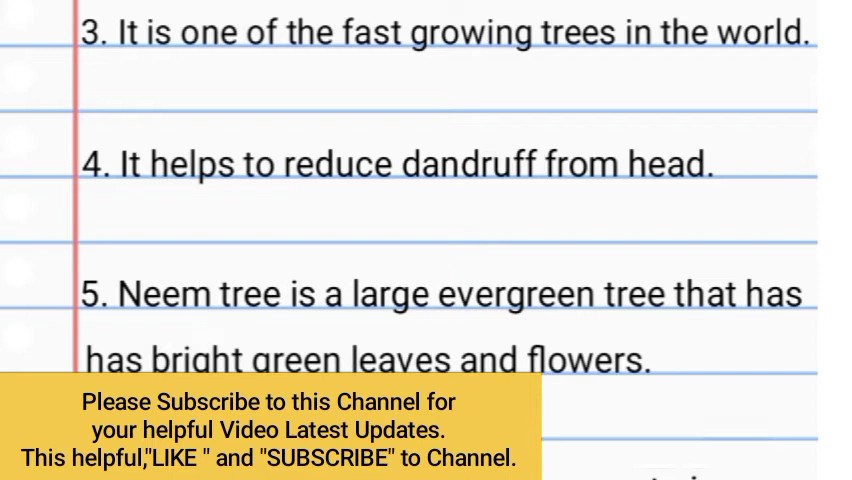 3. It is one of the fast growing trees in the world.
4. It helps to reduce dandruff from head.
5. Neem tree is a large evergreen tree that has
has bright green leaves and flowers.
Please Subscribe to this Channel for
your helpful Video Latest Updates.
This helpful,"LIKE " and "SUBSCRIBE" to Channel.